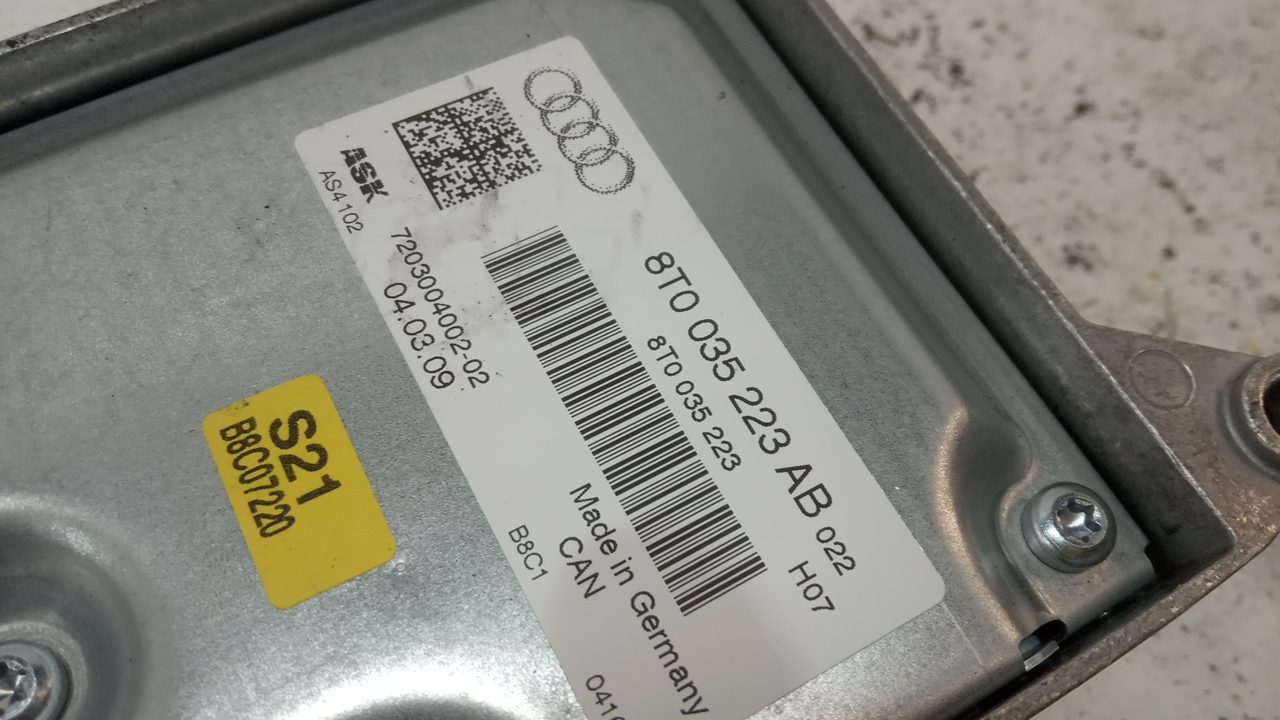 8T0 035 223 AB 022
8T0 035 223
H07
ASK
AS4102
7203004002-02
04.03.09
Made in Germany
CAN
B8C1
S21
B8C07220